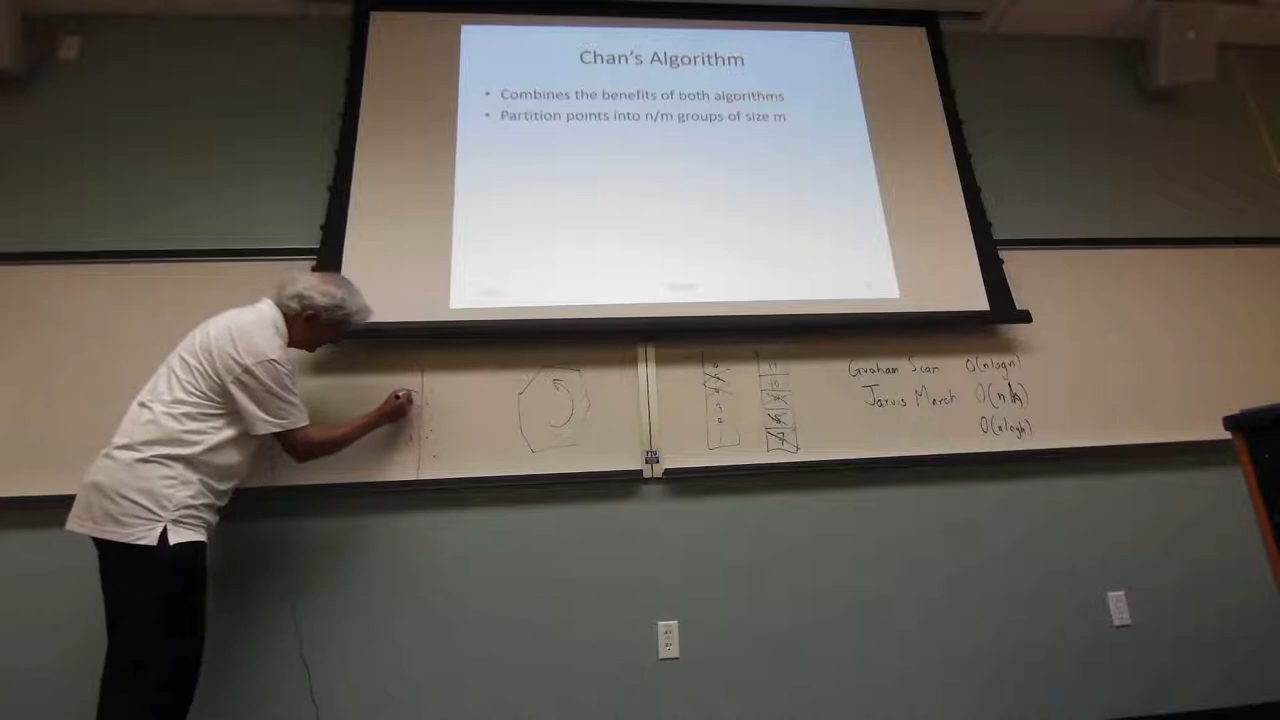 Chan's Algorithm
• Combines the benefits of both algorithms
• Partition points into n/m groups of size m
Graham Scan O(nlogn)
Jarvis March O(nh)
O(nlogh)